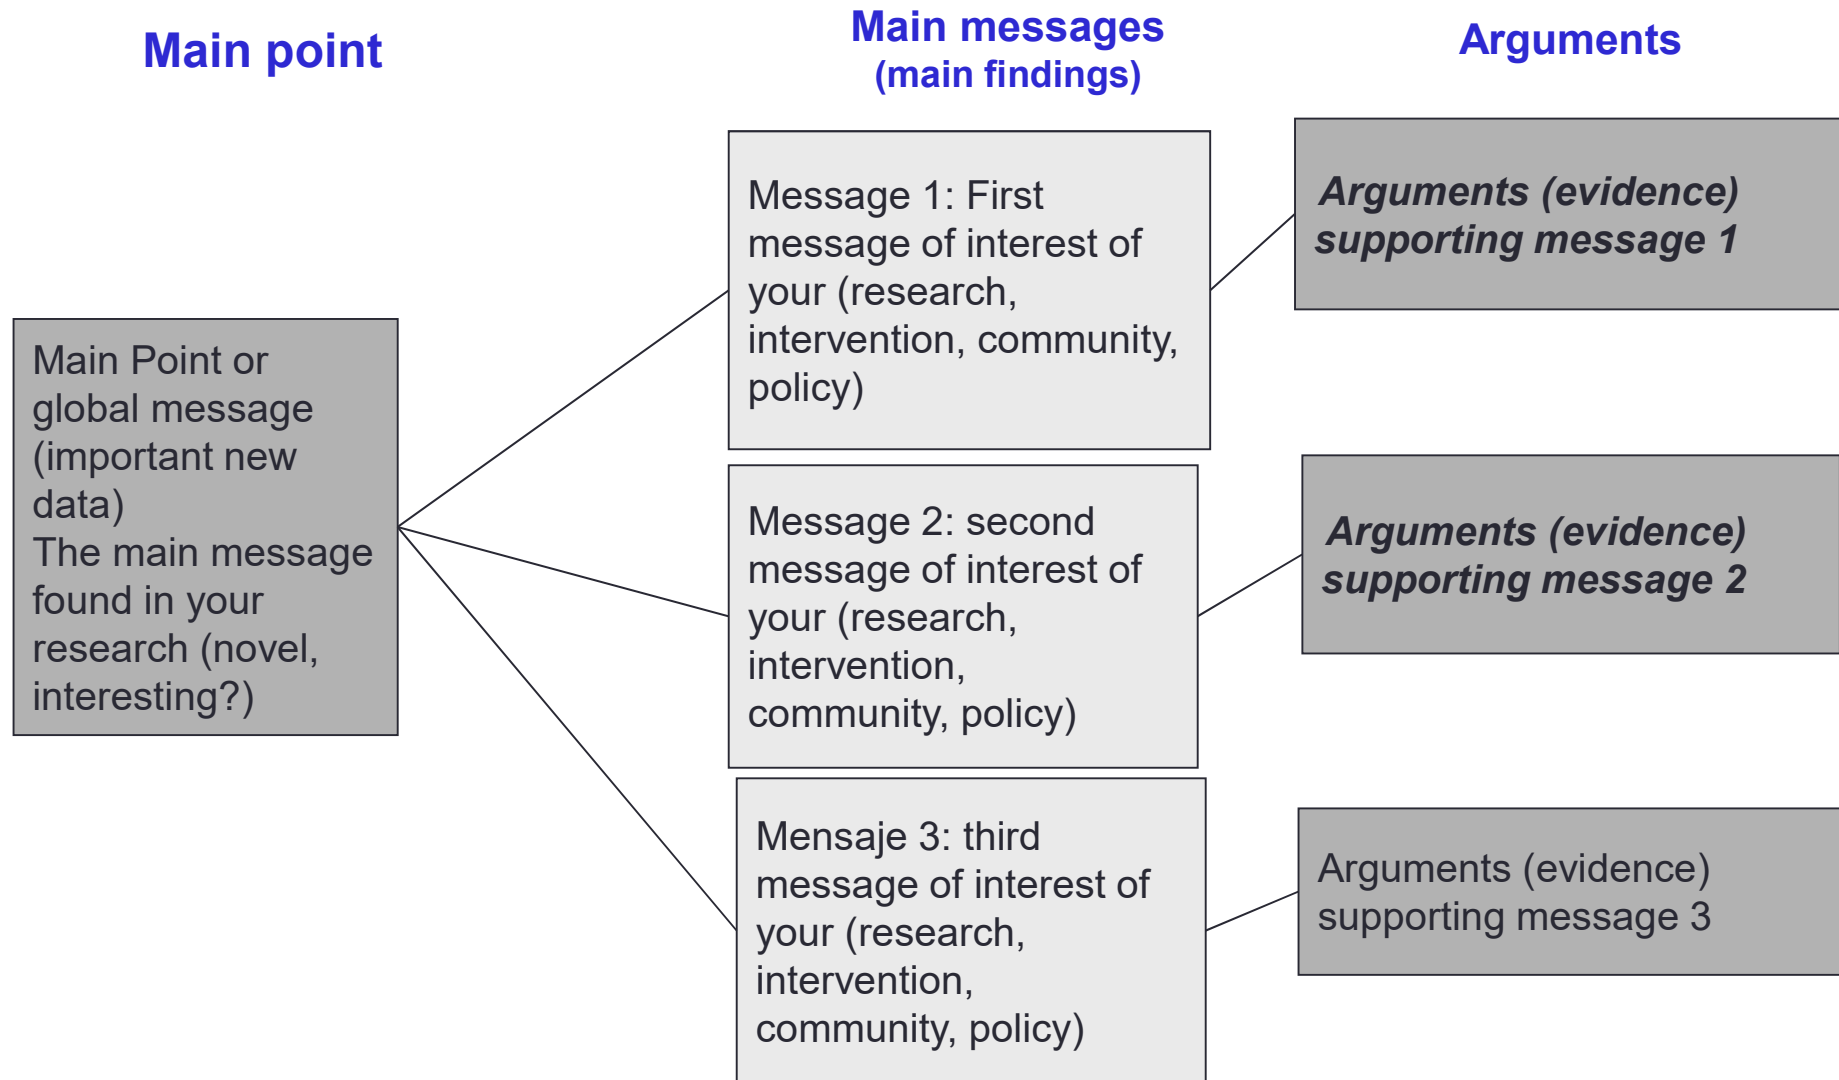 Main point
Main messages
(main findings)
Arguments
Main Point or
global message
(important new
data)
The main message
found in your
research (novel,
interesting?)
Message 1: First
message of interest of
your (research,
intervention, community,
policy)
Arguments (evidence)
supporting message 1
Message 2: second
message of interest of
your (research,
intervention,
community, policy)
Arguments (evidence)
supporting message 2
Mensaje 3: third
message of interest of
your (research,
intervention,
community, policy)
Arguments (evidence)
supporting message 3